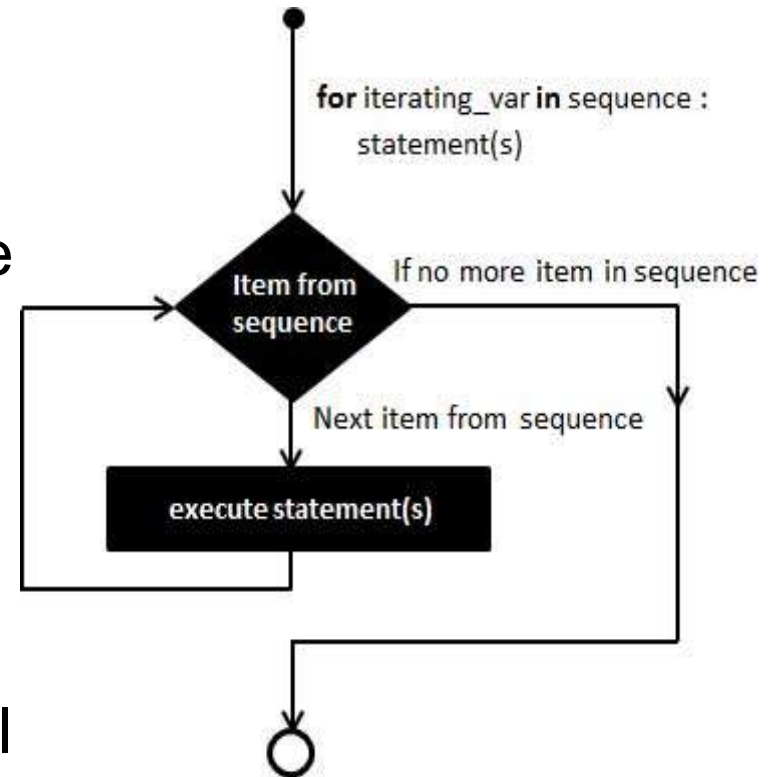 for iterating_var in sequence :
statement(s)
e
If no more item in sequence
Item from
sequence
Next item from sequence
execute statement(s)
l